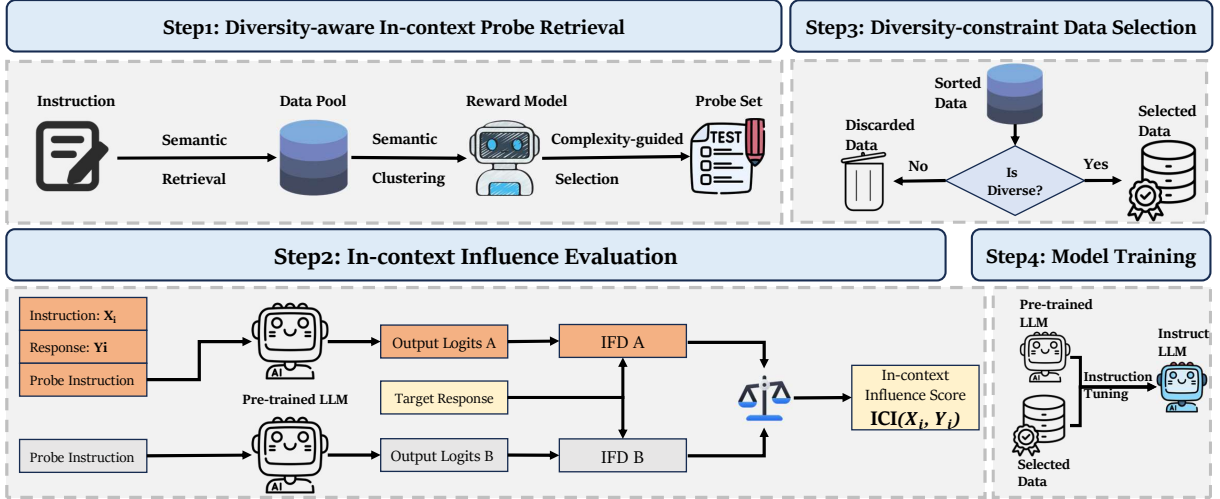 Step1: Diversity-aware In-context Probe Retrieval
Instruction
Semantic
Retrieval
Data Pool
Semantic
Clustering
Reward Model
Complexity-guided
Selection
Probe Set
TEST
Step3: Diversity-constraint Data Selection
Sorted
Data
Discarded
Data
No
Is
Diverse?
Yes
Selected
Data
Step2: In-context Influence Evaluation
Instruction: Xi
Response: Yi
Probe Instruction
AI
Pre-trained LLM
Output Logits A
IFD A
Target Response
In-context
Influence Score
ICI(Xi, Yi)
Probe Instruction
AI
Output Logits B
IFD B
Step4: Model Training
Pre-trained
LLM
AI
Instruction
Tuning
Instruct
LLM
AI
Selected
Data